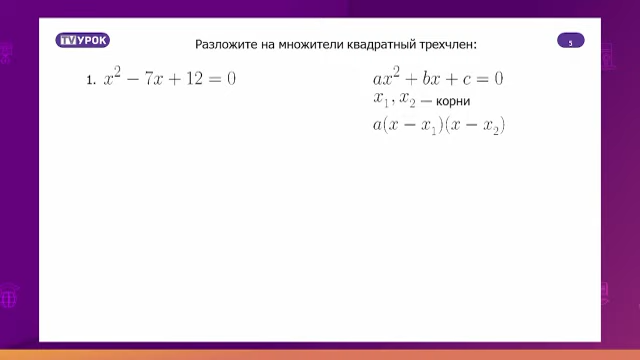 TVУРОК
Разложите на множители квадратный трехчлен:
5
1. x² − 7x + 12 = 0
ax² + bx + c = 0
x₁, x₂ — корни
a(x − x₁)(x − x₂)